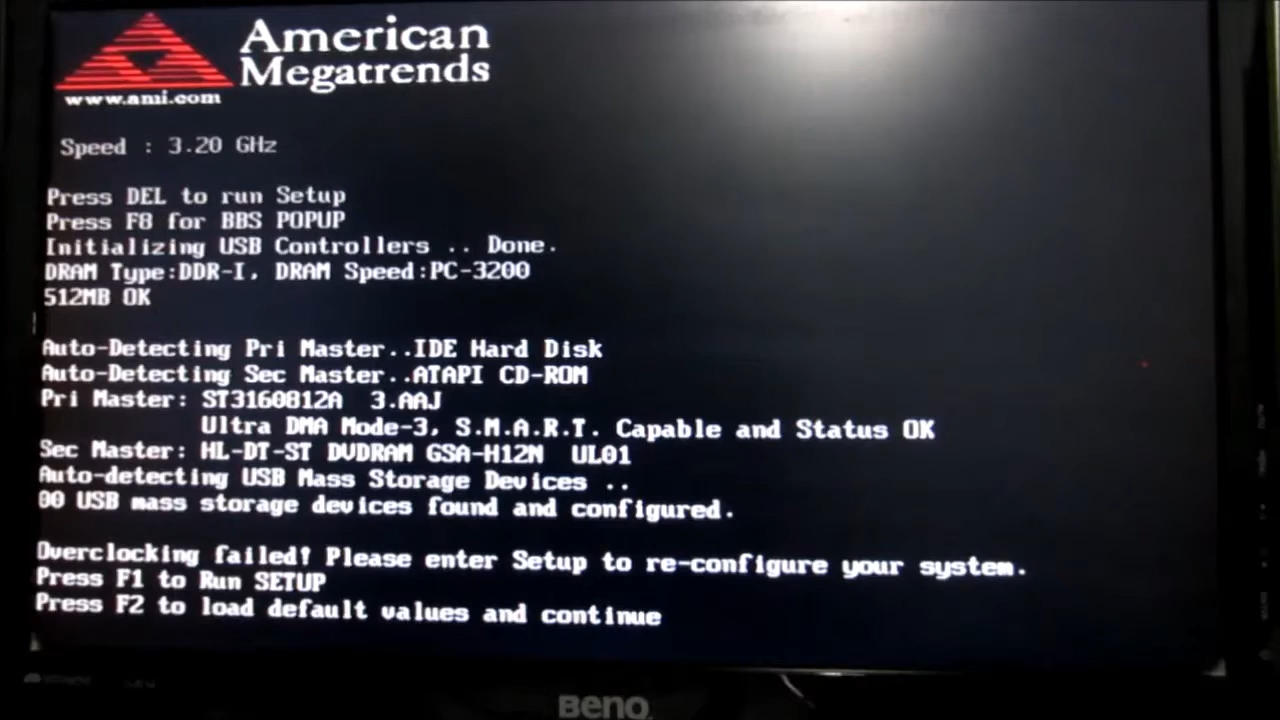 American
Megatrends
www.ami.com
Speed : 3.20 GHz
Press DEL to run Setup
Press F8 for BBS POPUP
Initializing USB Controllers .. Done.
DRAM Type:DDR-I, DRAM Speed:PC-3200
512MB OK
Auto-Detecting Pri Master..IDE Hard Disk
Auto-Detecting Sec Master..ATAPI CD-ROM
Pri Master: ST3160812A 3.AAJ
Ultra DMA Mode-3, S.M.A.R.T. Capable and Status OK
Sec Master: HL-DT-ST DVDRAM GSA-H12N UL01
Auto-detecting USB Mass Storage Devices ..
00 USB mass storage devices found and configured.
Overclocking failed! Please enter Setup to re-configure your system.
Press F1 to Run SETUP
Press F2 to load default values and continue
BenQ